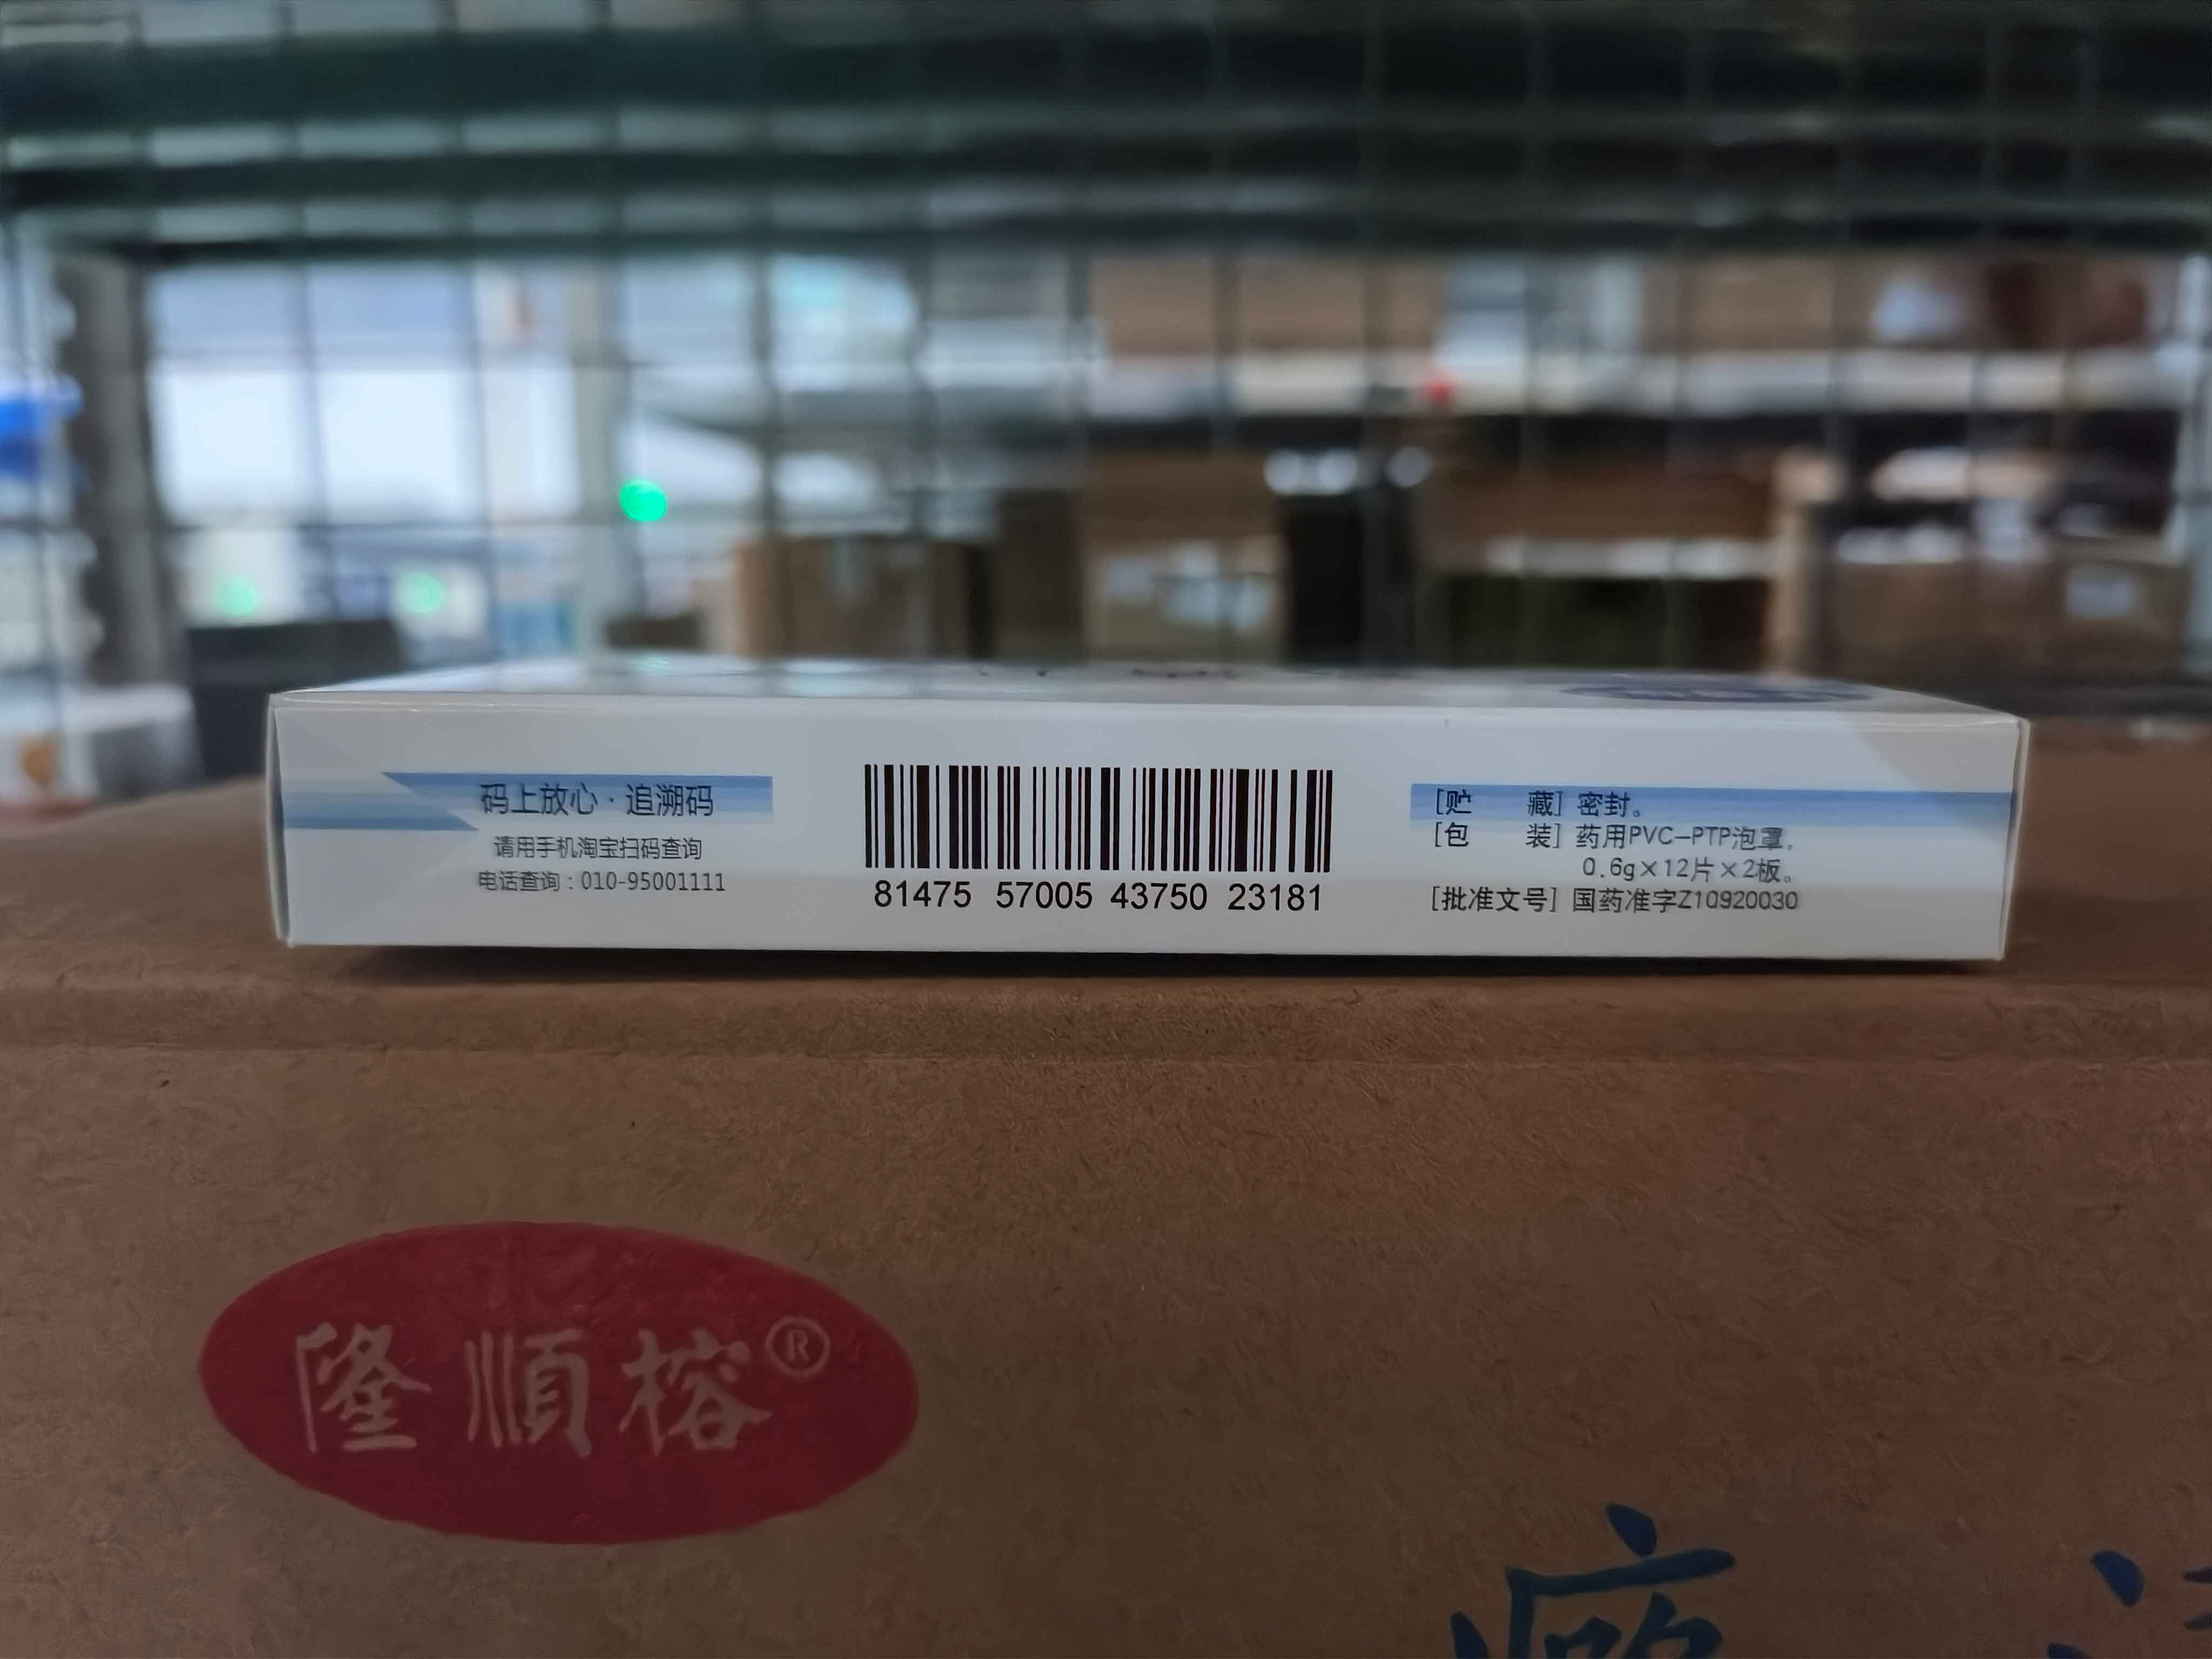 码上放心·追溯码
请用手机淘宝扫码查询
电话查询：010-95001111
81475 57005 43750 23181
[贮 藏] 密封。
[包 装] 药用PVC-PTP泡罩，
0.6g×12片×2板。
[批准文号] 国药准字Z10920030
隆順榕®